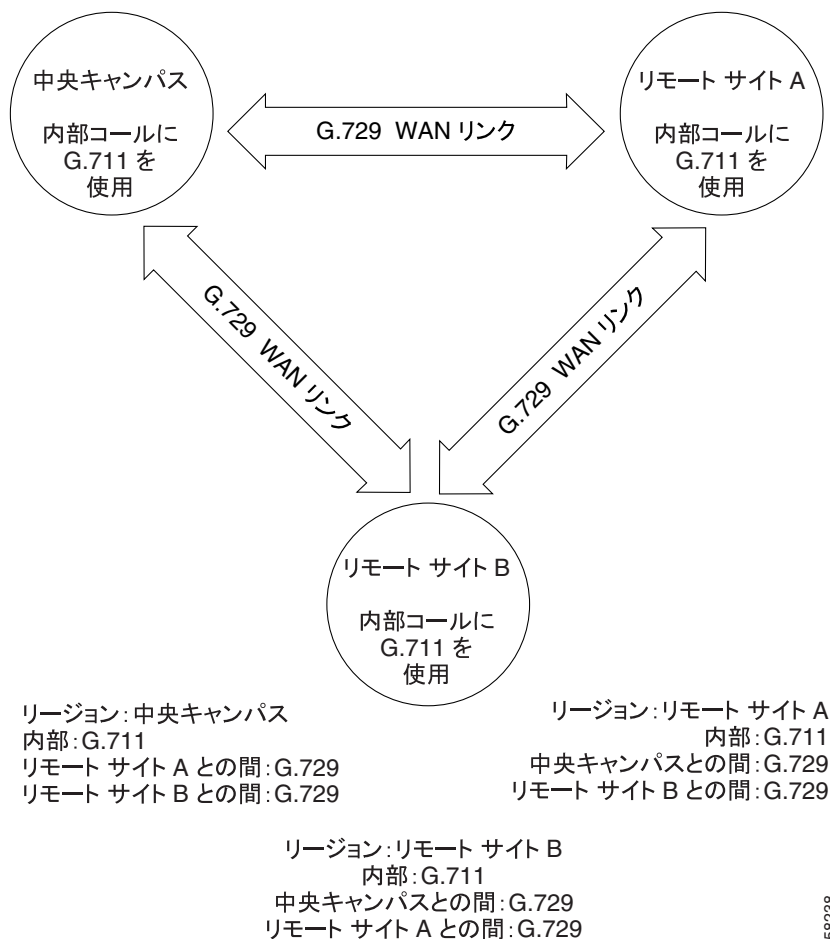 中央キャンパス
内部コールに
G.711 を
使用
G.729 WAN リンク
リモート サイト A
内部コールに
G.711 を
使用
G.729 WAN リンク
G.729 WAN リンク
リモート サイト B
内部コールに
G.711 を
使用
リージョン:中央キャンパス
内部:G.711
リモート サイト A との間:G.729
リモート サイト B との間:G.729
リージョン:リモート サイト A
内部:G.711
中央キャンパスとの間:G.729
リモート サイト B との間:G.729
リージョン:リモート サイト B
内部:G.711
中央キャンパスとの間:G.729
リモート サイト A との間:G.729
58238